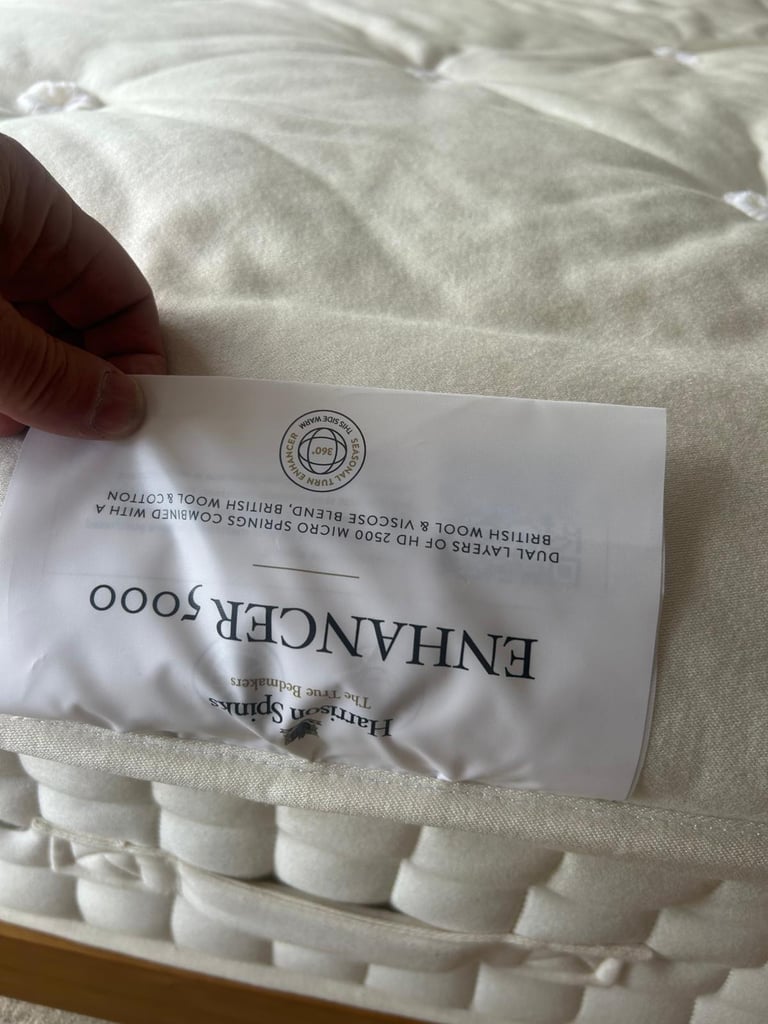 Harrison Spinks
The True Bedmakers
ENHANCER 5000
DUAL LAYERS OF HD 2500 MICRO SPRINGS COMBINED WITH A
BRITISH WOOL & VISCOSE BLEND, BRITISH WOOL & COTTON
SEASONAL TURN ENHANCER
360°
THIS SIDE WARM